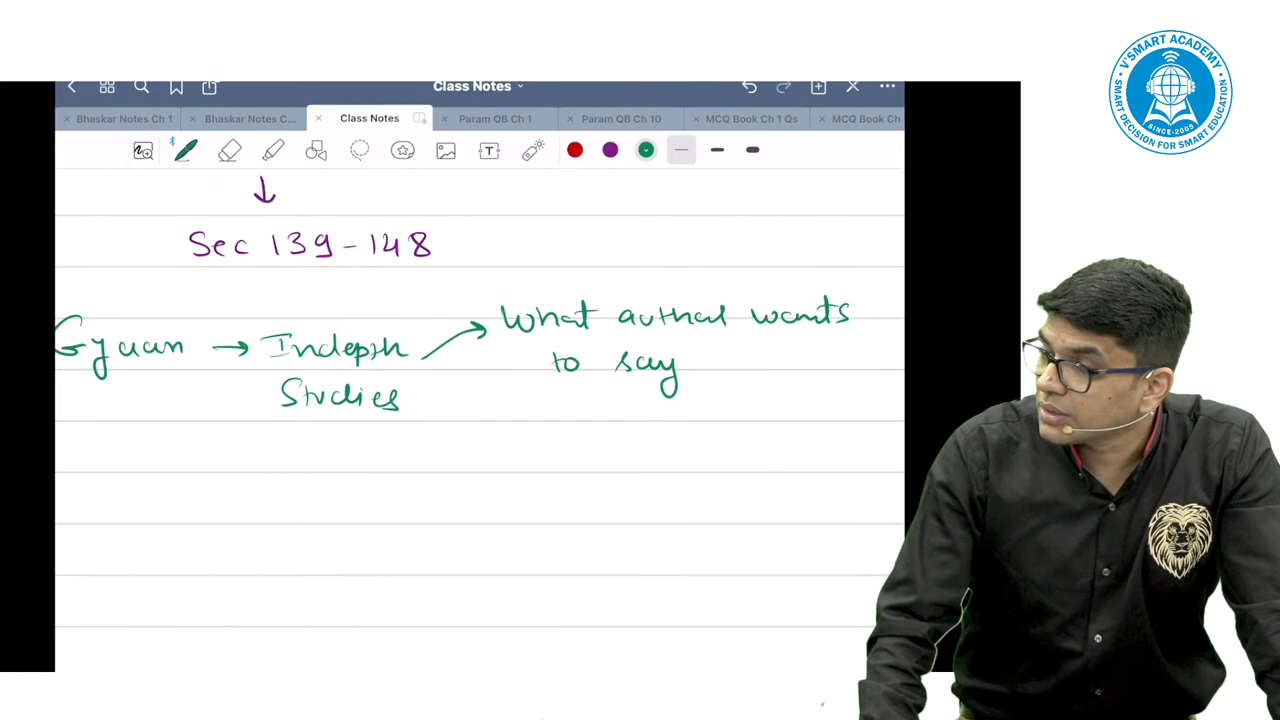 V'SMART ACADEMY
SMART DECISION FOR SMART EDUCATION
SINCE-2005
Class Notes
Bhaskar Notes Ch 1
Bhaskar Notes C...
Class Notes
Param QB Ch 1
Param QB Ch 10
MCQ Book Ch 1 Qs
MCQ Book Ch
Sec 139-148
Gyaan → Indepth Studies
What author wants
to say